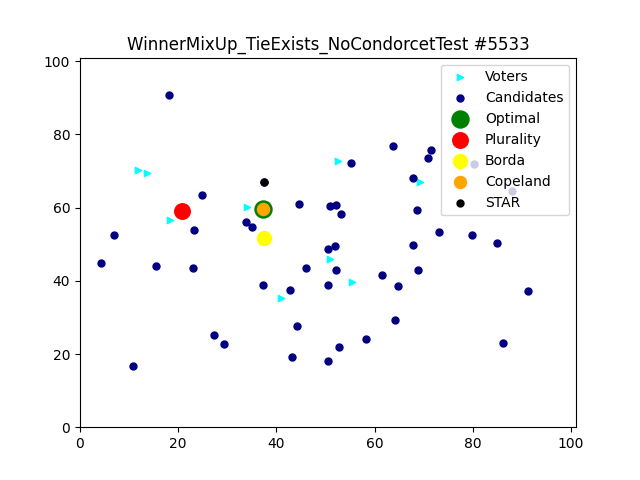 WinnerMixUp_TieExists_NoCondorcetTest #5533
100
80
60
40
20
0
0 20 40 60 80 100
Voters
Candidates
Optimal
Plurality
Borda
Copeland
STAR